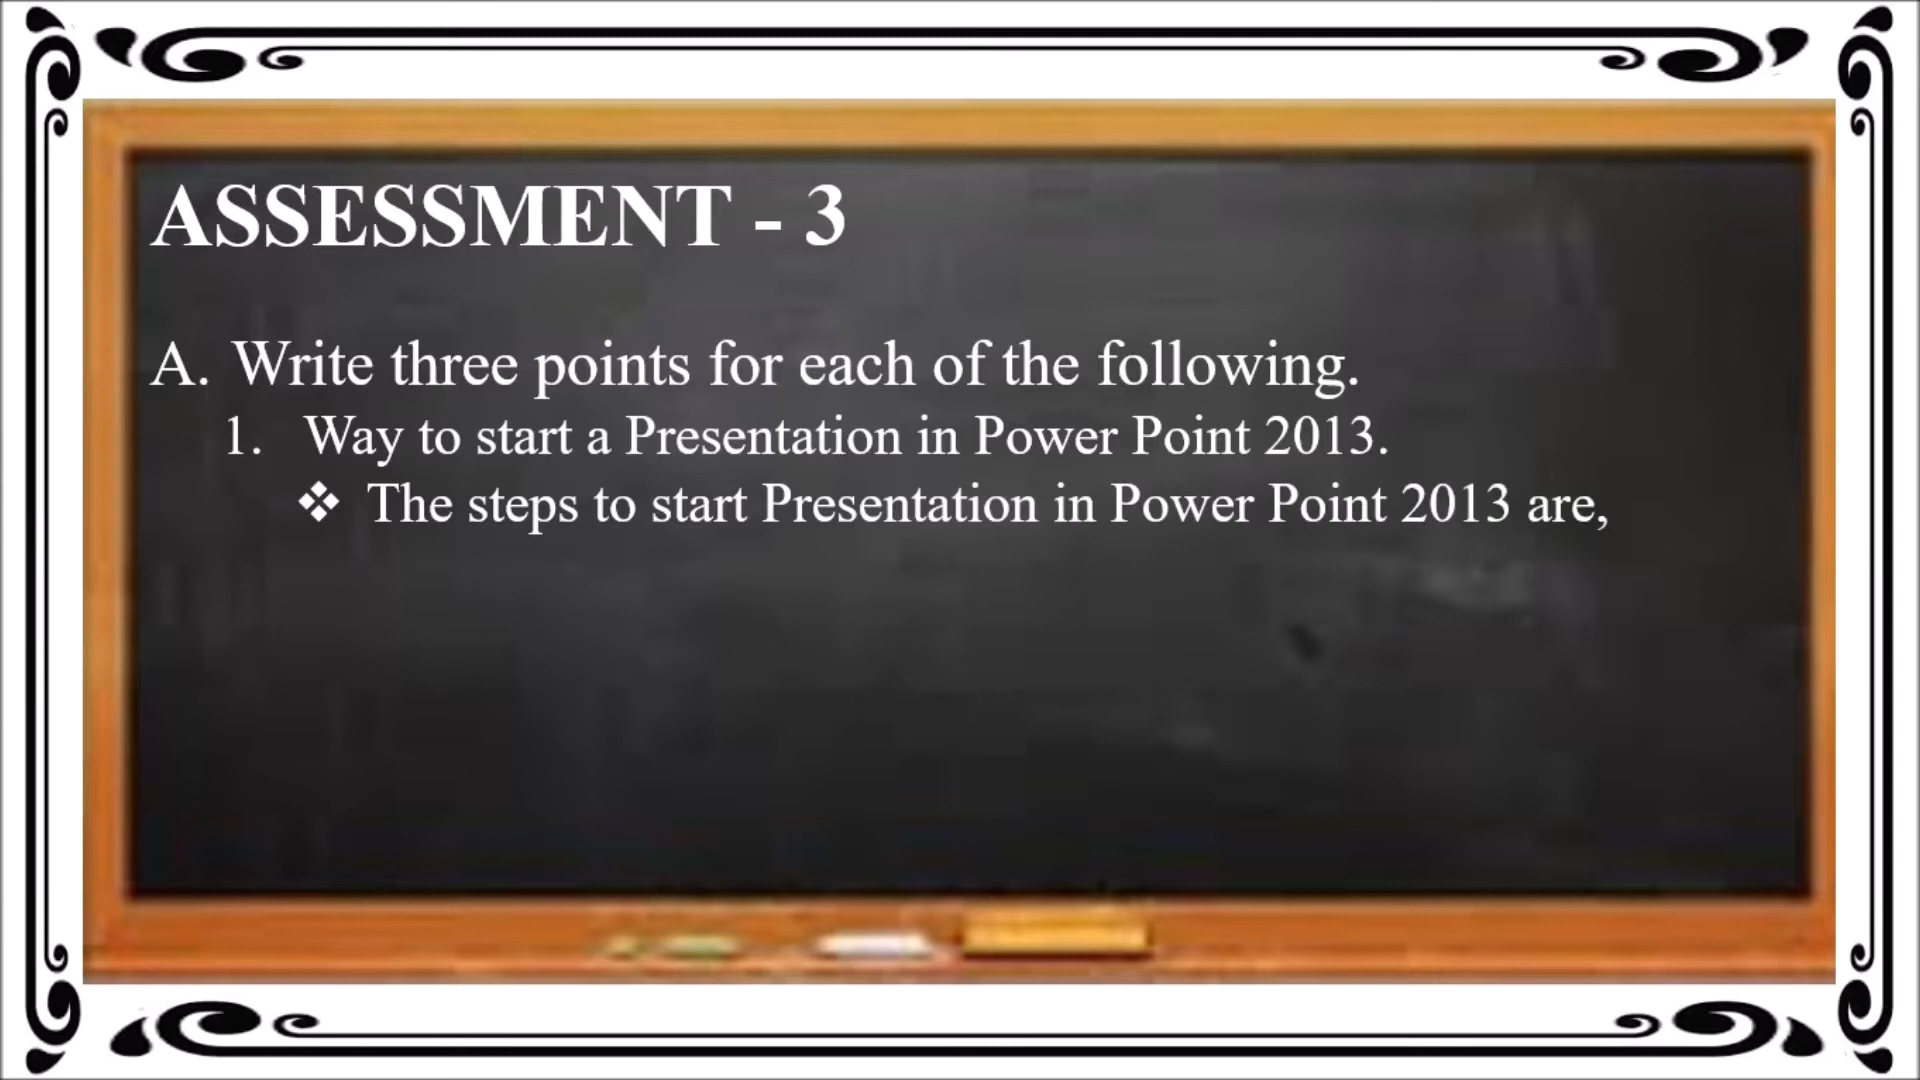 ASSESSMENT - 3
A. Write three points for each of the following.
1. Way to start a Presentation in Power Point 2013.
❖ The steps to start Presentation in Power Point 2013 are,